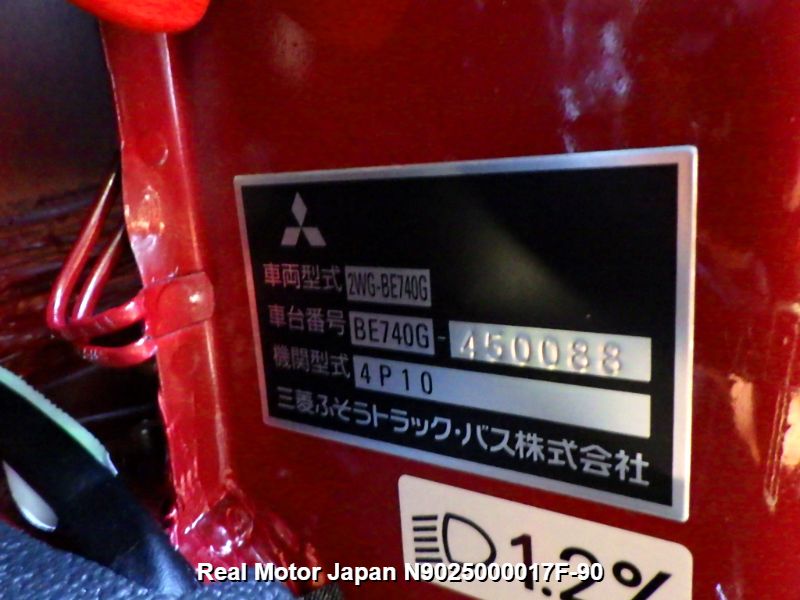 車両型式 2WG-BE740G
車台番号 BE740G-450088
機関型式 4P10
三菱ふそうトラック・バス株式会社
1.2%
Real Motor Japan N9025000017F-90